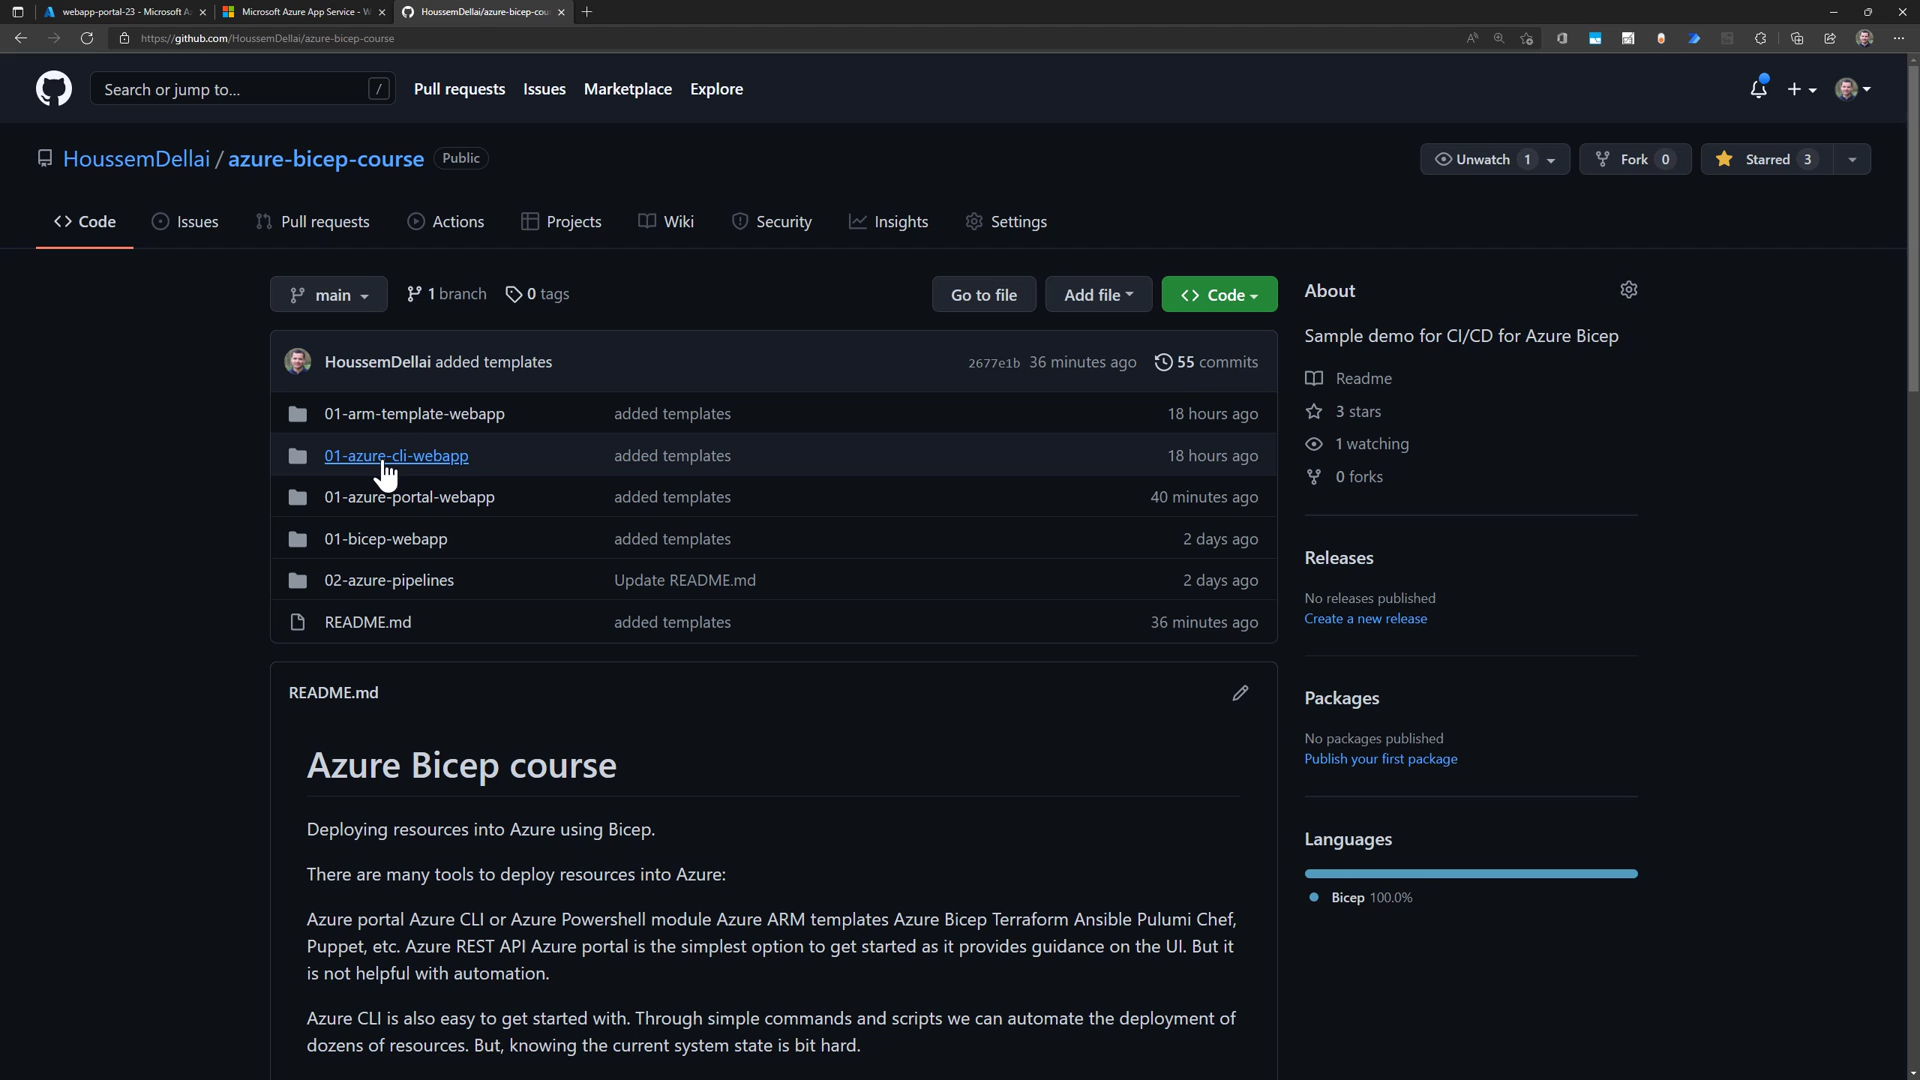 webapp-portal-23 - Microsoft A
Microsoft Azure App Service - W
HoussemDellai/azure-bicep-cou
https://github.com/HoussemDellai/azure-bicep-course
Search or jump to...
/
Pull requests
Issues
Marketplace
Explore
HoussemDellai / azure-bicep-course
Public
Unwatch 1
Fork 0
Starred 3
Code
Issues
Pull requests
Actions
Projects
Wiki
Security
Insights
Settings
main
1 branch
0 tags
Go to file
Add file
Code
HoussemDellai added templates
2677e1b 36 minutes ago
55 commits
01-arm-template-webapp added templates 18 hours ago
01-azure-cli-webapp added templates 18 hours ago
01-azure-portal-webapp added templates 40 minutes ago
01-bicep-webapp added templates 2 days ago
02-azure-pipelines Update README.md 2 days ago
README.md added templates 36 minutes ago
README.md
Azure Bicep course
Deploying resources into Azure using Bicep.
There are many tools to deploy resources into Azure:
Azure portal Azure CLI or Azure Powershell module Azure ARM templates Azure Bicep Terraform Ansible Pulumi Chef,
Puppet, etc. Azure REST API Azure portal is the simplest option to get started as it provides guidance on the UI. But it
is not helpful with automation.
Azure CLI is also easy to get started with. Through simple commands and scripts we can automate the deployment of
dozens of resources. But, knowing the current system state is bit hard.
About
Sample demo for CI/CD for Azure Bicep
Readme
3 stars
1 watching
0 forks
Releases
No releases published
Create a new release
Packages
No packages published
Publish your first package
Languages
Bicep 100.0%